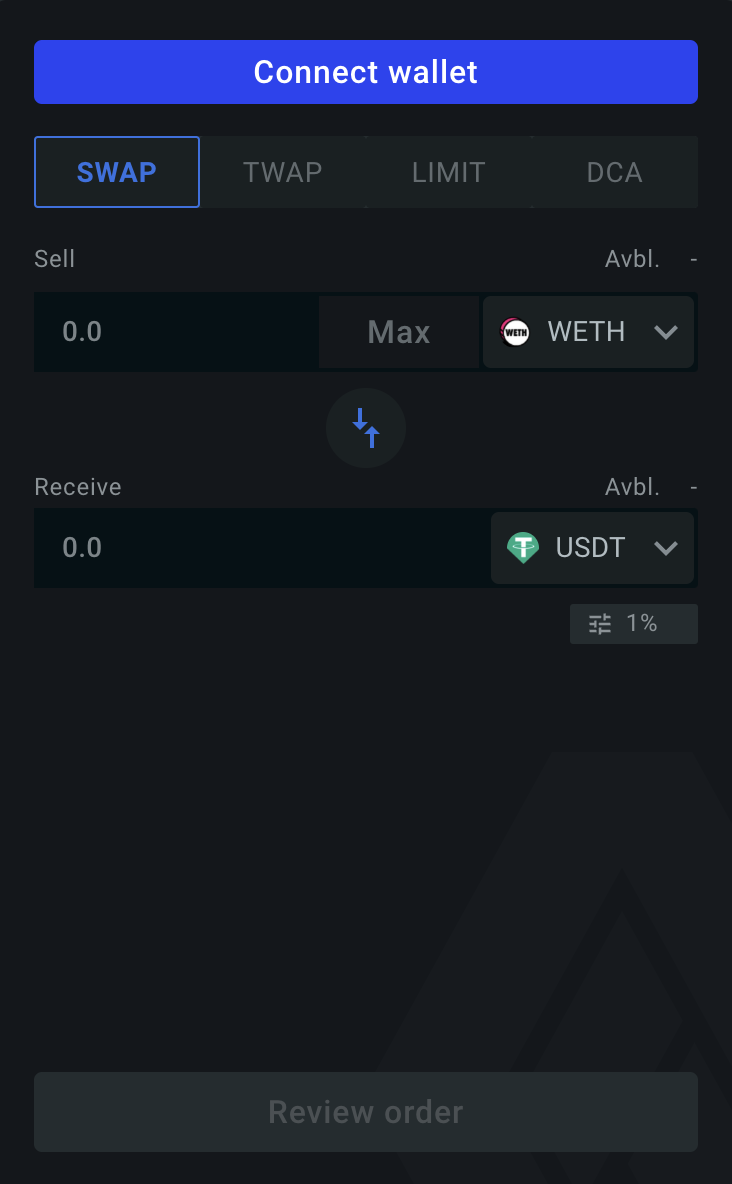 Connect wallet
SWAP TWAP LIMIT DCA
Sell Avbl. -
0.0 Max WETH WETH
Receive Avbl. -
0.0 USDT
1%
Review order